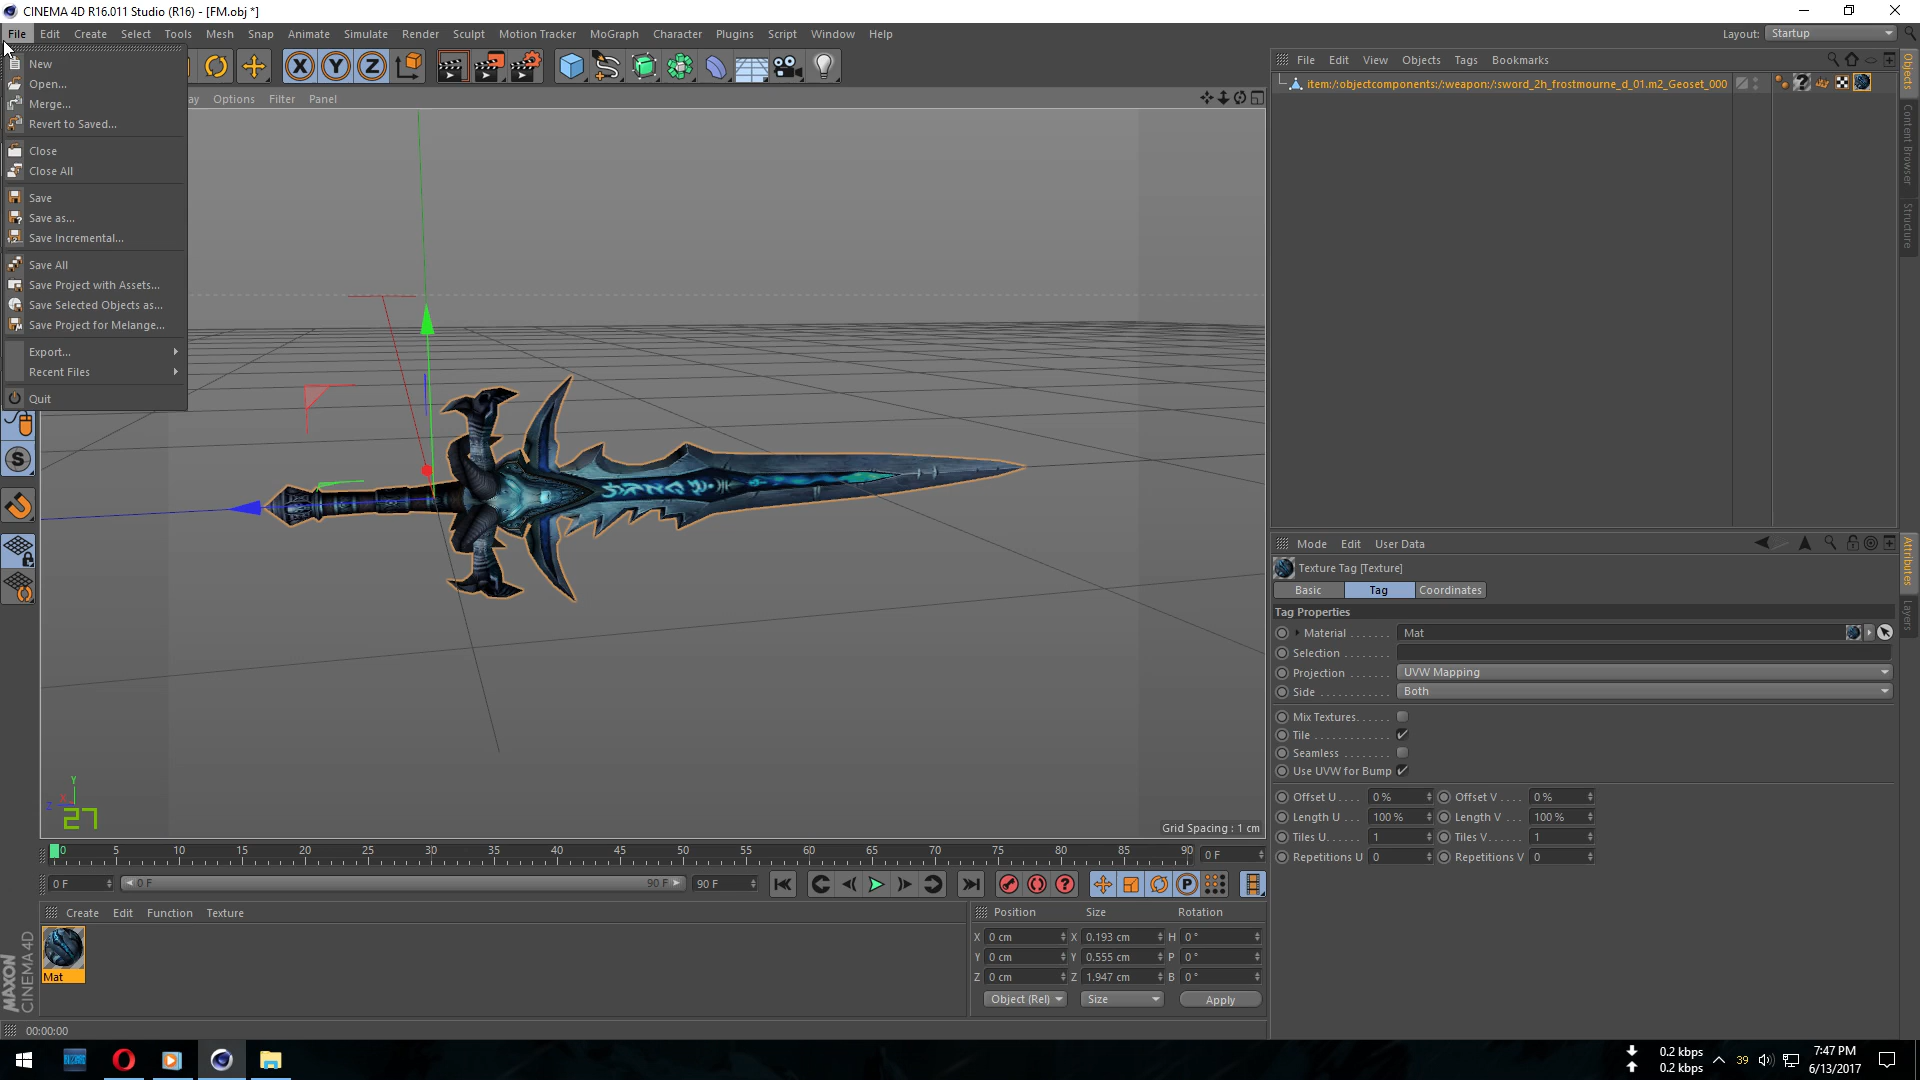 CINEMA 4D R16.011 Studio (R16) - [FM.obj *]
File Edit Create Select Tools Mesh Snap Animate Simulate Render Sculpt Motion Tracker MoGraph Character Plugins Script Window Help
Layout: Startup
New
Open...
Merge...
Revert to Saved...
Close
Close All
Save
Save as...
Save Incremental...
Save All
Save Project with Assets...
Save Selected Objects as...
Save Project for Melange...
Export...
Recent Files
Quit
Options Filter Panel
X Y Z
File Edit View Objects Tags Bookmarks
item:/:objectcomponents:/:weapon:/:sword_2h_frostmourne_d_01.m2_Geoset_000
Objects
Content Browser
Structure
S
Y
X
Z
27
Grid Spacing : 1 cm
Mode Edit User Data
Attributes
Layers
Texture Tag [Texture]
Basic Tag Coordinates
Tag Properties
Material Mat
Selection
Projection UVW Mapping
Side Both
Mix Textures
Tile
Seamless
Use UVW for Bump
Offset U 0 % Offset V 0 %
Length U 100 % Length V 100 %
Tiles U 1 Tiles V 1
Repetitions U 0 Repetitions V 0
0 5 10 15 20 25 30 35 40 45 50 55 60 65 70 75 80 85 90
0 F
0 F 0 F 90 F 90 F
P
Create Edit Function Texture
Mat
Position Size Rotation
X 0 cm X 0.193 cm H 0 °
Y 0 cm Y 0.555 cm P 0 °
Z 0 cm Z 1.947 cm B 0 °
Object (Rel) Size Apply
MAXON
CINEMA 4D
00:00:00
0.2 kbps
0.2 kbps
39
7:47 PM
6/13/2017